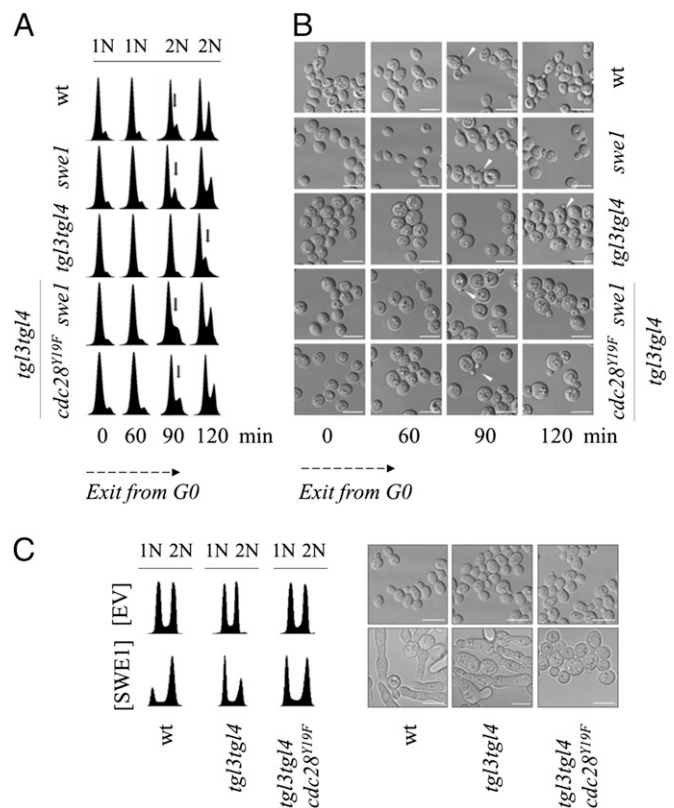 A
1N 1N 2N 2N
wt
swe1
tgl3tgl4
swe1
cdc28Y19F
tgl3tgl4
0 60 90 120 min
Exit from G0
B
wt
swe1
tgl3tgl4
swe1
cdc28Y19F
tgl3tgl4
0 60 90 120 min
Exit from G0
C
1N 2N 1N 2N 1N 2N
[EV]
[SWE1]
wt
tgl3tgl4
tgl3tgl4
cdc28Y19F
wt
tgl3tgl4
tgl3tgl4
cdc28Y19F